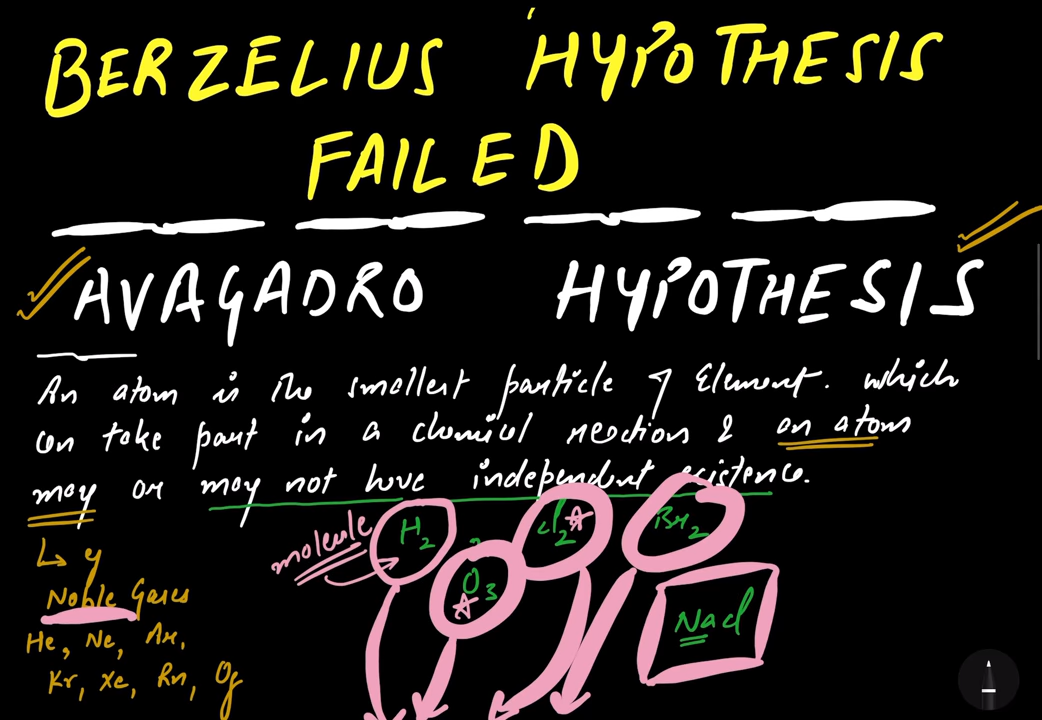 BERZELIUS HYPOTHESIS
FAILED
AVAGADRO HYPOTHESIS
An atom is the smallest particle of Element. which
can take part in a chemical reaction & an atom
may or may not have independent existence.
molecule H2 Cl2 Br2
↳ eg O3
Noble Gases NaCl
He, Ne, Ar,
Kr, Xe, Rn, Og